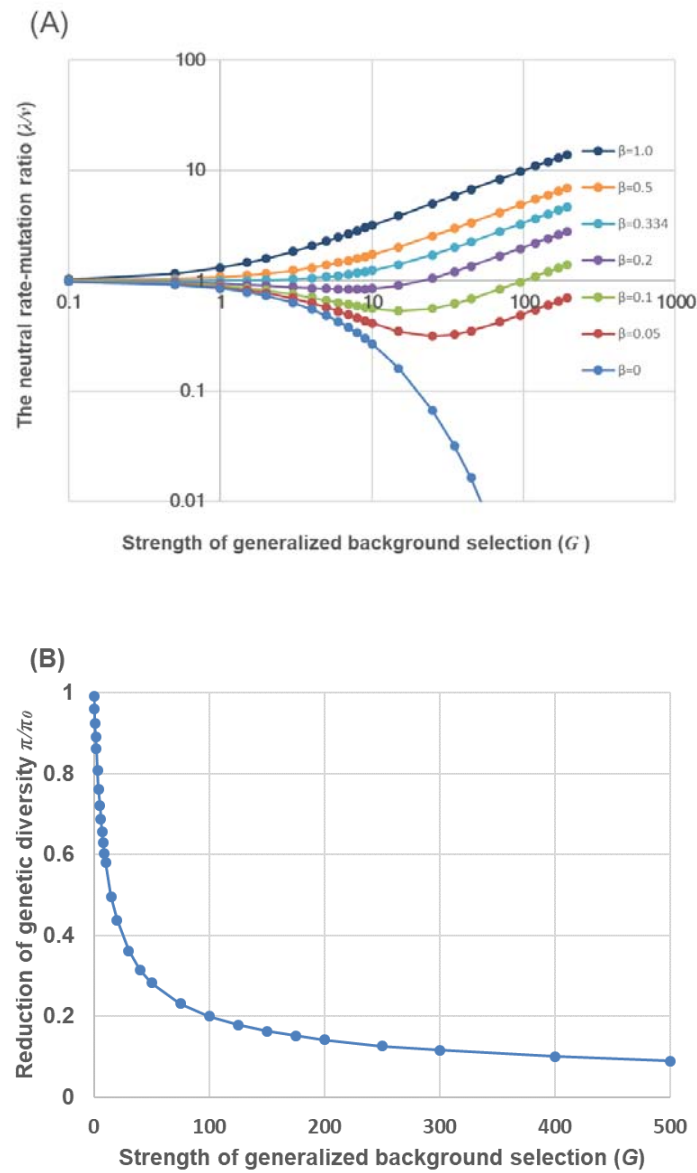 (A)
The neutral rate-mutation ratio (λ/v)
100
10
1
0.1
0.01
0.1
1
10
100
1000
β=1.0
β=0.5
β=0.334
β=0.2
β=0.1
β=0.05
β=0
Strength of generalized background selection (G )
(B)
Reduction of genetic diversity π/π0
1
0.8
0.6
0.4
0.2
0
0
100
200
300
400
500
Strength of generalized background selection (G)